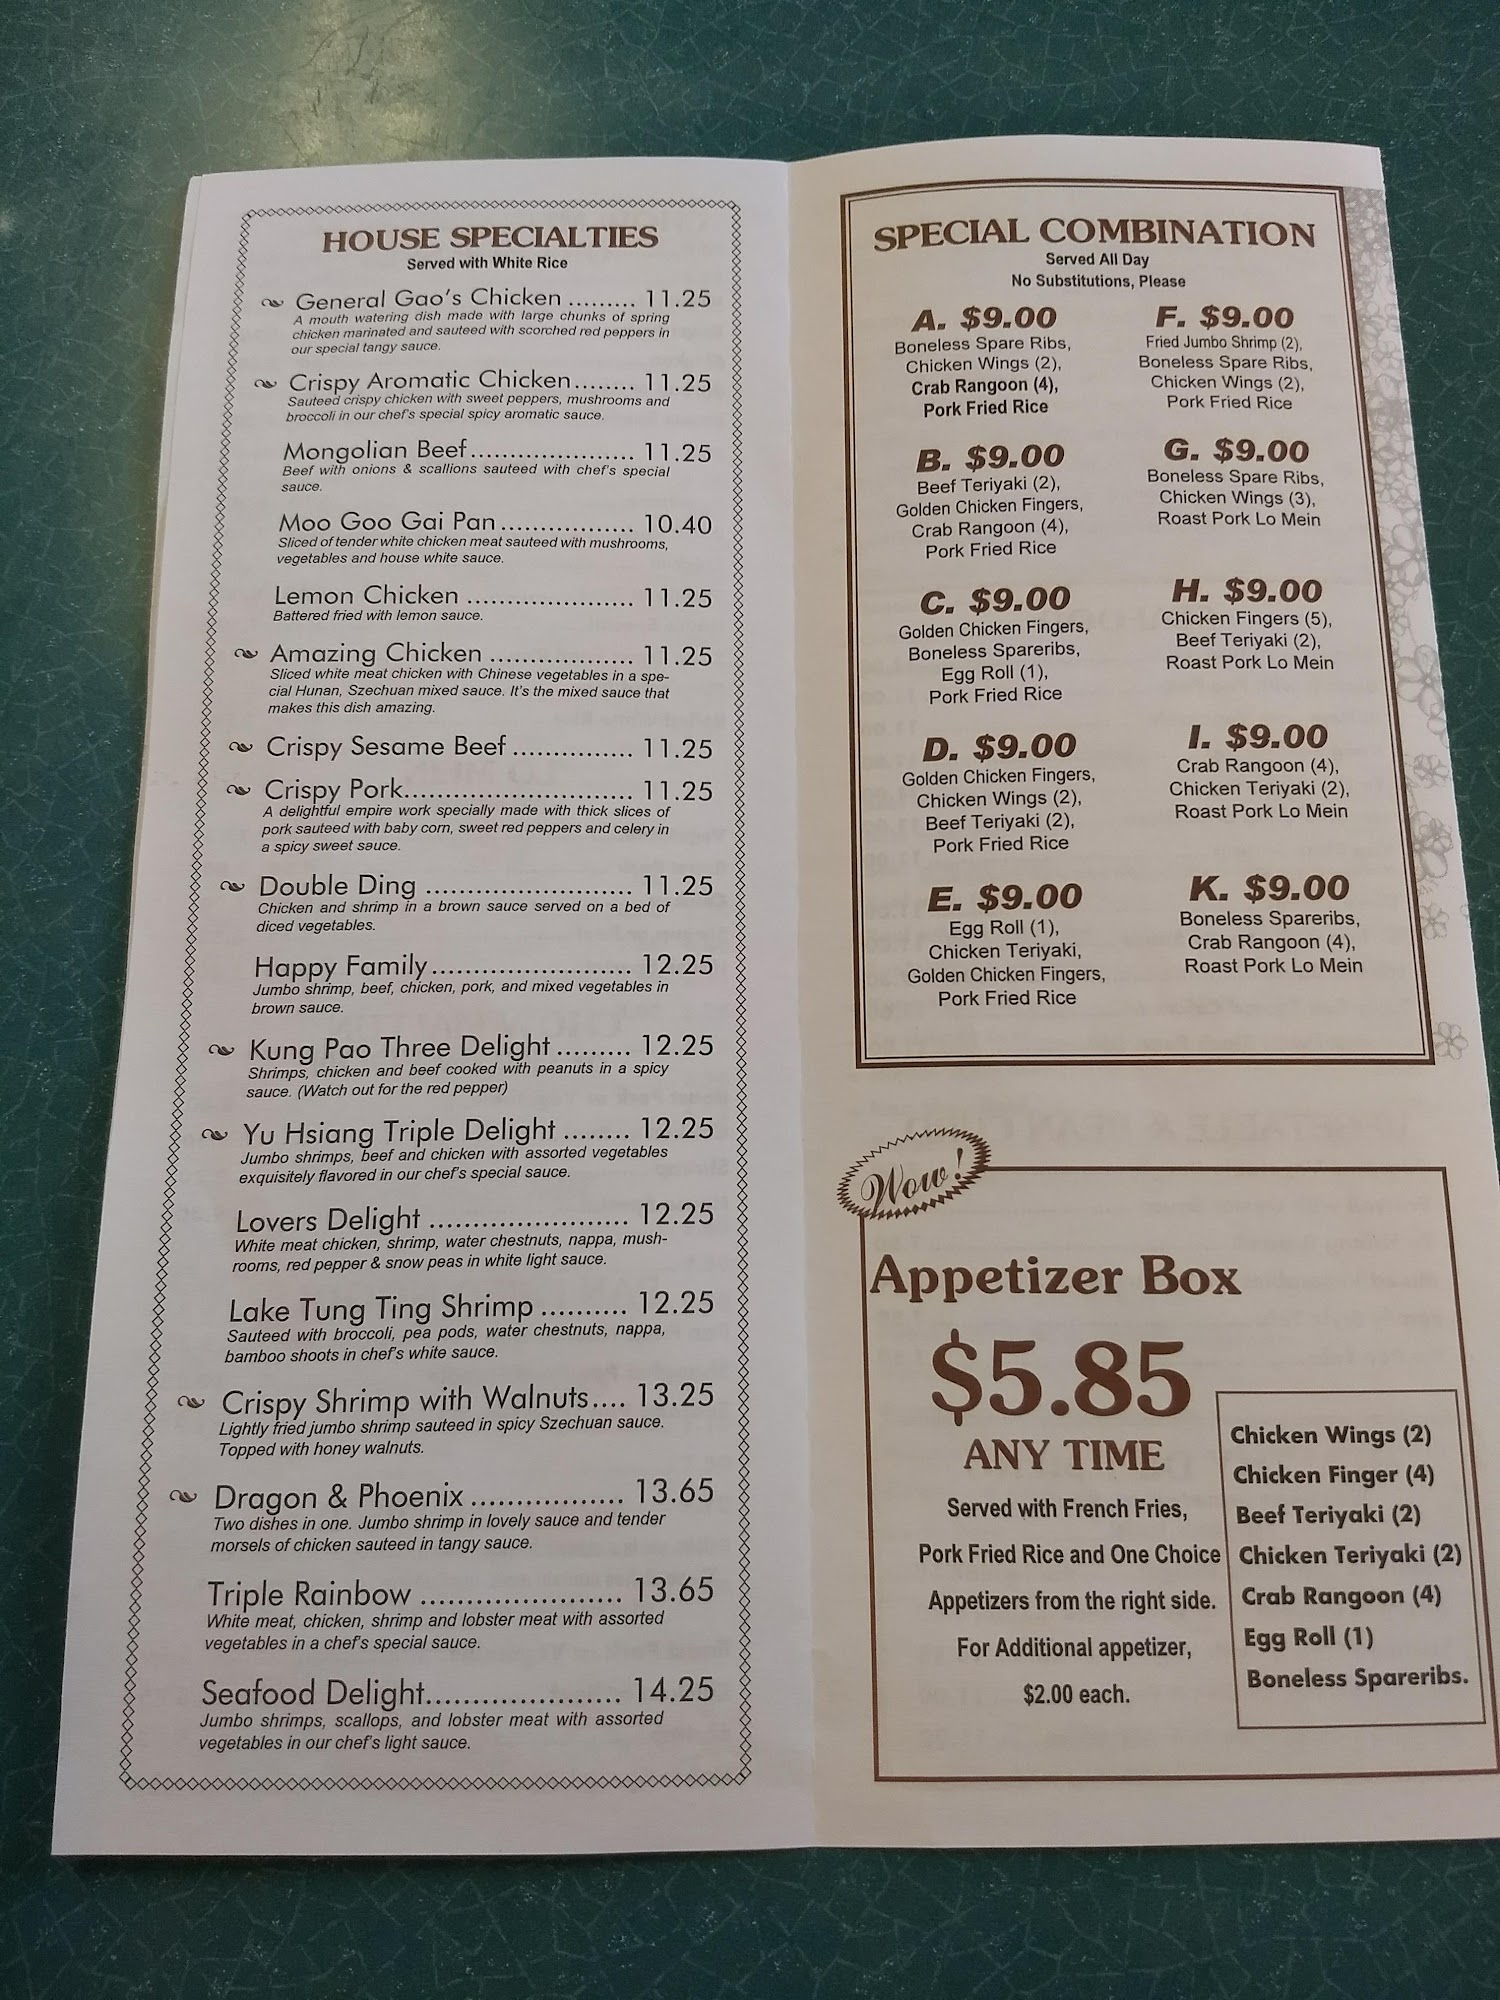 HOUSE SPECIALTIES
Served with White Rice
General Gao's Chicken ......... 11.25
A mouth watering dish made with large chunks of spring
chicken marinated and sauteed with scorched red peppers in
our special tangy sauce.
Crispy Aromatic Chicken........ 11.25
Sauteed crispy chicken with sweet peppers, mushrooms and
broccoli in our chef's special spicy aromatic sauce.
Mongolian Beef...................... 11.25
Beef with onions & scallions sauteed with chef's special
sauce.
Moo Goo Gai Pan.................. 10.40
Sliced of tender white chicken meat sauteed with mushrooms,
vegetables and house white sauce.
Lemon Chicken ...................... 11.25
Battered fried with lemon sauce.
Amazing Chicken ................... 11.25
Sliced white meat chicken with Chinese vegetables in a spe-
cial Hunan, Szechuan mixed sauce. It's the mixed sauce that
makes this dish amazing.
Crispy Sesame Beef ................ 11.25
Crispy Pork.............................. 11.25
A delightful empire work specially made with thick slices of
pork sauteed with baby corn, sweet red peppers and celery in
a spicy sweet sauce.
Double Ding ........................... 11.25
Chicken and shrimp in a brown sauce served on a bed of
diced vegetables.
Happy Family.......................... 12.25
Jumbo shrimp, beef, chicken, pork, and mixed vegetables in
brown sauce.
Kung Pao Three Delight ......... 12.25
Shrimps, chicken and beef cooked with peanuts in a spicy
sauce. (Watch out for the red pepper)
Yu Hsiang Triple Delight ........ 12.25
Jumbo shrimps, beef and chicken with assorted vegetables
exquisitely flavored in our chef's special sauce.
Lovers Delight ......................... 12.25
White meat chicken, shrimp, water chestnuts, nappa, mush-
rooms, red pepper & snow peas in white light sauce.
Lake Tung Ting Shrimp .......... 12.25
Sauteed with broccoli, pea pods, water chestnuts, nappa,
bamboo shoots in chef's white sauce.
Crispy Shrimp with Walnuts.... 13.25
Lightly fried jumbo shrimp sauteed in spicy Szechuan sauce.
Topped with honey walnuts.
Dragon & Phoenix .................. 13.65
Two dishes in one. Jumbo shrimp in lovely sauce and tender
morsels of chicken sauteed in tangy sauce.
Triple Rainbow ....................... 13.65
White meat, chicken, shrimp and lobster meat with assorted
vegetables in a chef's special sauce.
Seafood Delight....................... 14.25
Jumbo shrimps, scallops, and lobster meat with assorted
vegetables in our chef's light sauce.
SPECIAL COMBINATION
Served All Day
No Substitutions, Please
A. $9.00
Boneless Spare Ribs,
Chicken Wings (2),
Crab Rangoon (4),
Pork Fried Rice
B. $9.00
Beef Teriyaki (2),
Golden Chicken Fingers,
Crab Rangoon (4),
Pork Fried Rice
C. $9.00
Golden Chicken Fingers,
Boneless Spareribs,
Egg Roll (1),
Pork Fried Rice
D. $9.00
Golden Chicken Fingers,
Chicken Wings (2),
Beef Teriyaki (2),
Pork Fried Rice
E. $9.00
Egg Roll (1),
Chicken Teriyaki,
Golden Chicken Fingers,
Pork Fried Rice
F. $9.00
Fried Jumbo Shrimp (2),
Boneless Spare Ribs,
Chicken Wings (2),
Pork Fried Rice
G. $9.00
Boneless Spare Ribs,
Chicken Wings (3),
Roast Pork Lo Mein
H. $9.00
Chicken Fingers (5),
Beef Teriyaki (2),
Roast Pork Lo Mein
I. $9.00
Crab Rangoon (4),
Chicken Teriyaki (2),
Roast Pork Lo Mein
K. $9.00
Boneless Spareribs,
Crab Rangoon (4),
Roast Pork Lo Mein
Wow!
Appetizer Box
$5.85
ANY TIME
Served with French Fries,
Pork Fried Rice and One Choice
Appetizers from the right side.
For Additional appetizer,
$2.00 each.
Chicken Wings (2)
Chicken Finger (4)
Beef Teriyaki (2)
Chicken Teriyaki (2)
Crab Rangoon (4)
Egg Roll (1)
Boneless Spareribs.